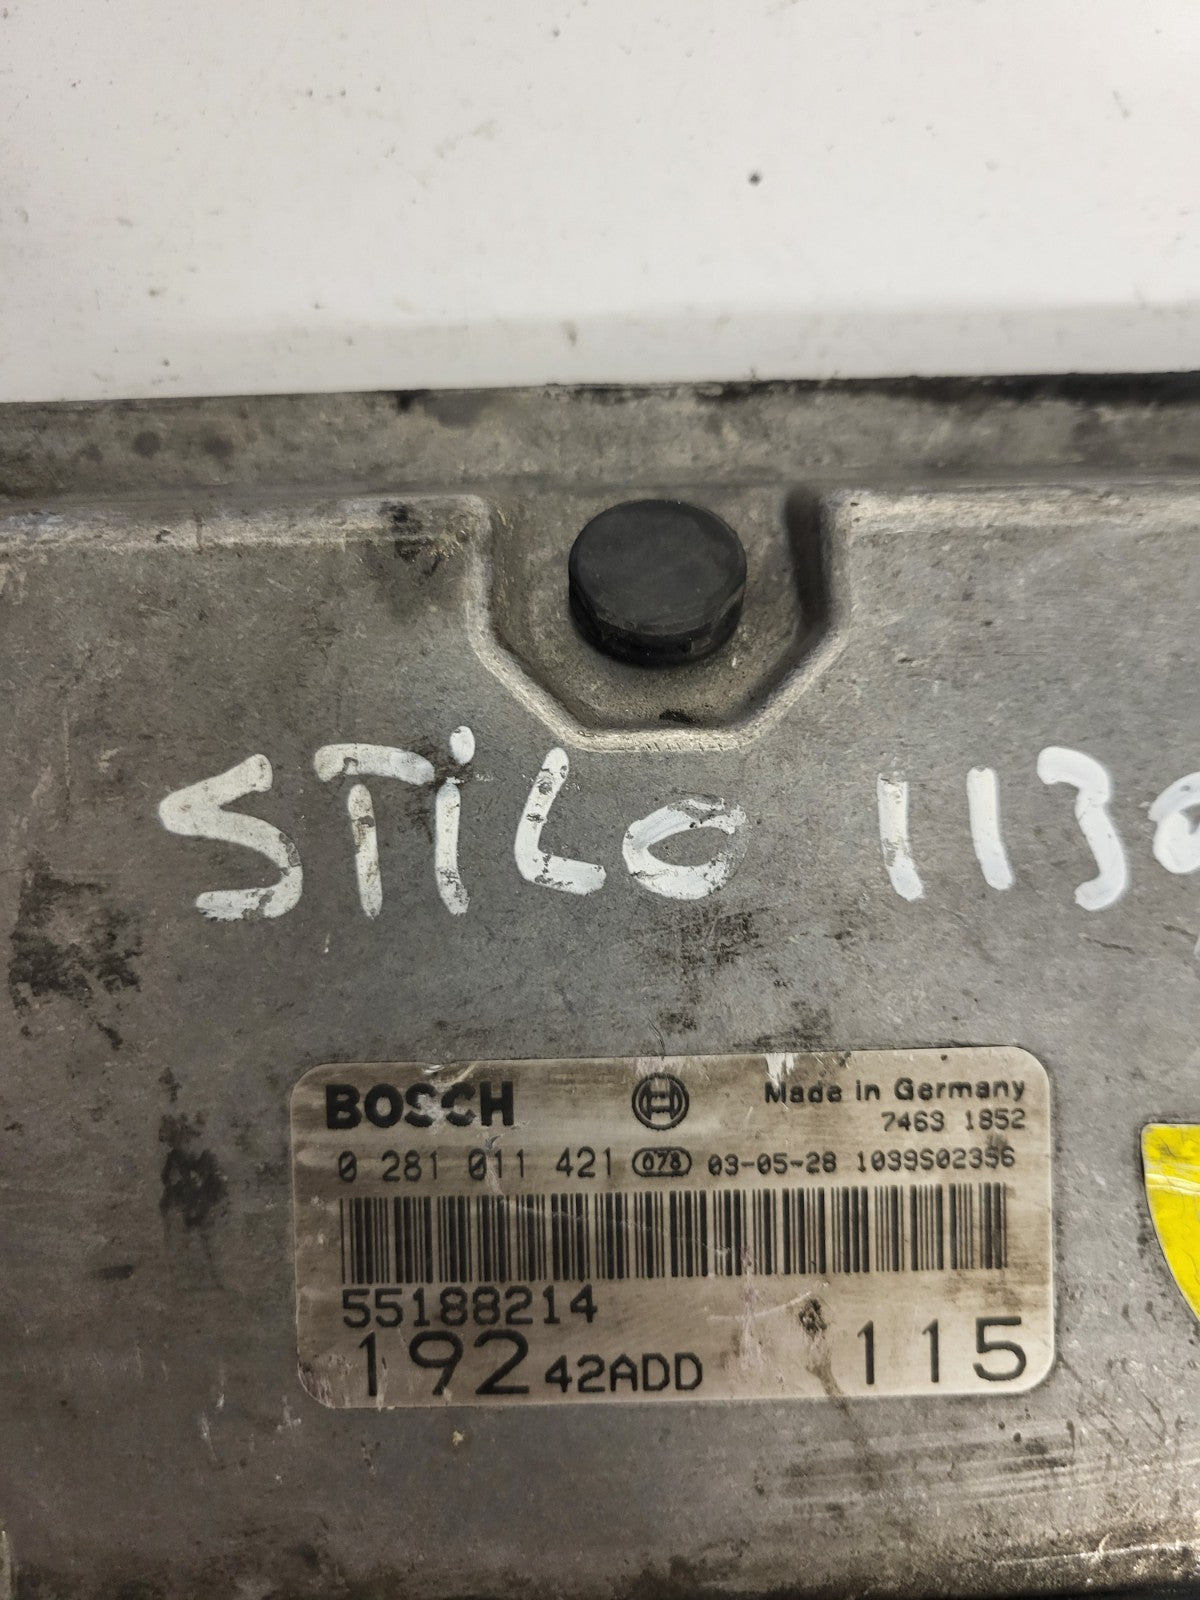 STiLO 113
BOSCH Made in Germany
7463 1852
0 281 011 421 078 03-05-28 1039S02356
55188214
192 42ADD 115